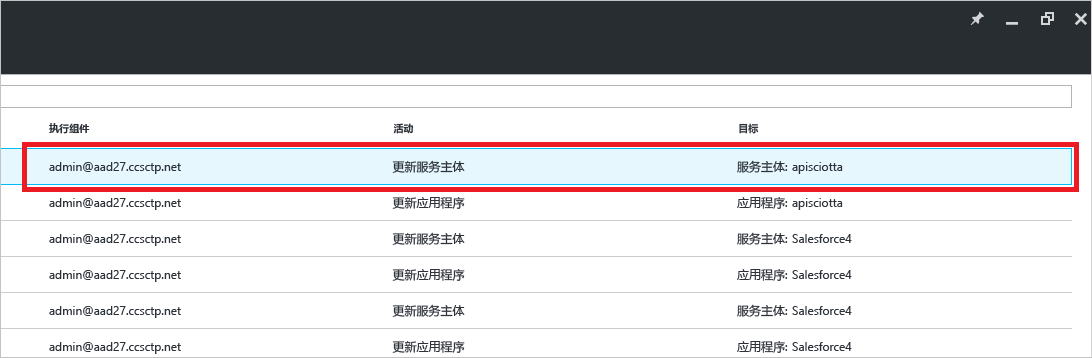 执行组件 活动 目标
admin@aad27.ccsctp.net 更新服务主体 服务主体: apisciotta
admin@aad27.ccsctp.net 更新应用程序 应用程序: apisciotta
admin@aad27.ccsctp.net 更新服务主体 服务主体: Salesforce4
admin@aad27.ccsctp.net 更新应用程序 应用程序: Salesforce4
admin@aad27.ccsctp.net 更新服务主体 服务主体: Salesforce4
admin@aad27.ccsctp.net 更新应用程序 应用程序: Salesforce4